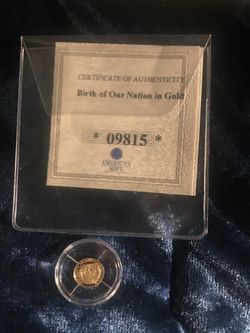 CERTIFICATE OF AUTHENTICITY
Birth of Our Nation in Gold
* 09815 *
AMERICAN
MINT